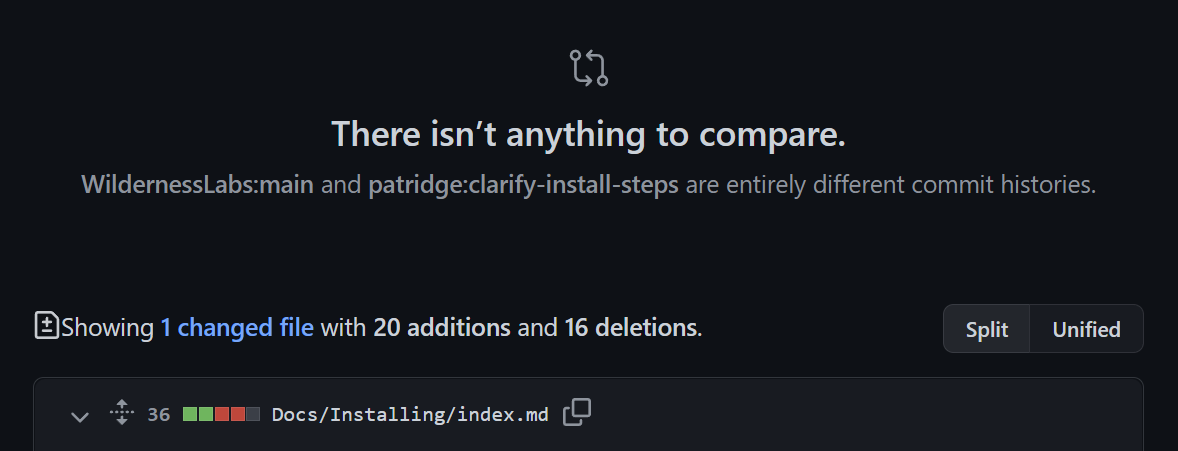 There isn’t anything to compare.
WildernessLabs:main and patridge:clarify-install-steps are entirely different commit histories.
Showing 1 changed file with 20 additions and 16 deletions.
Split Unified
36 Docs/Installing/index.md